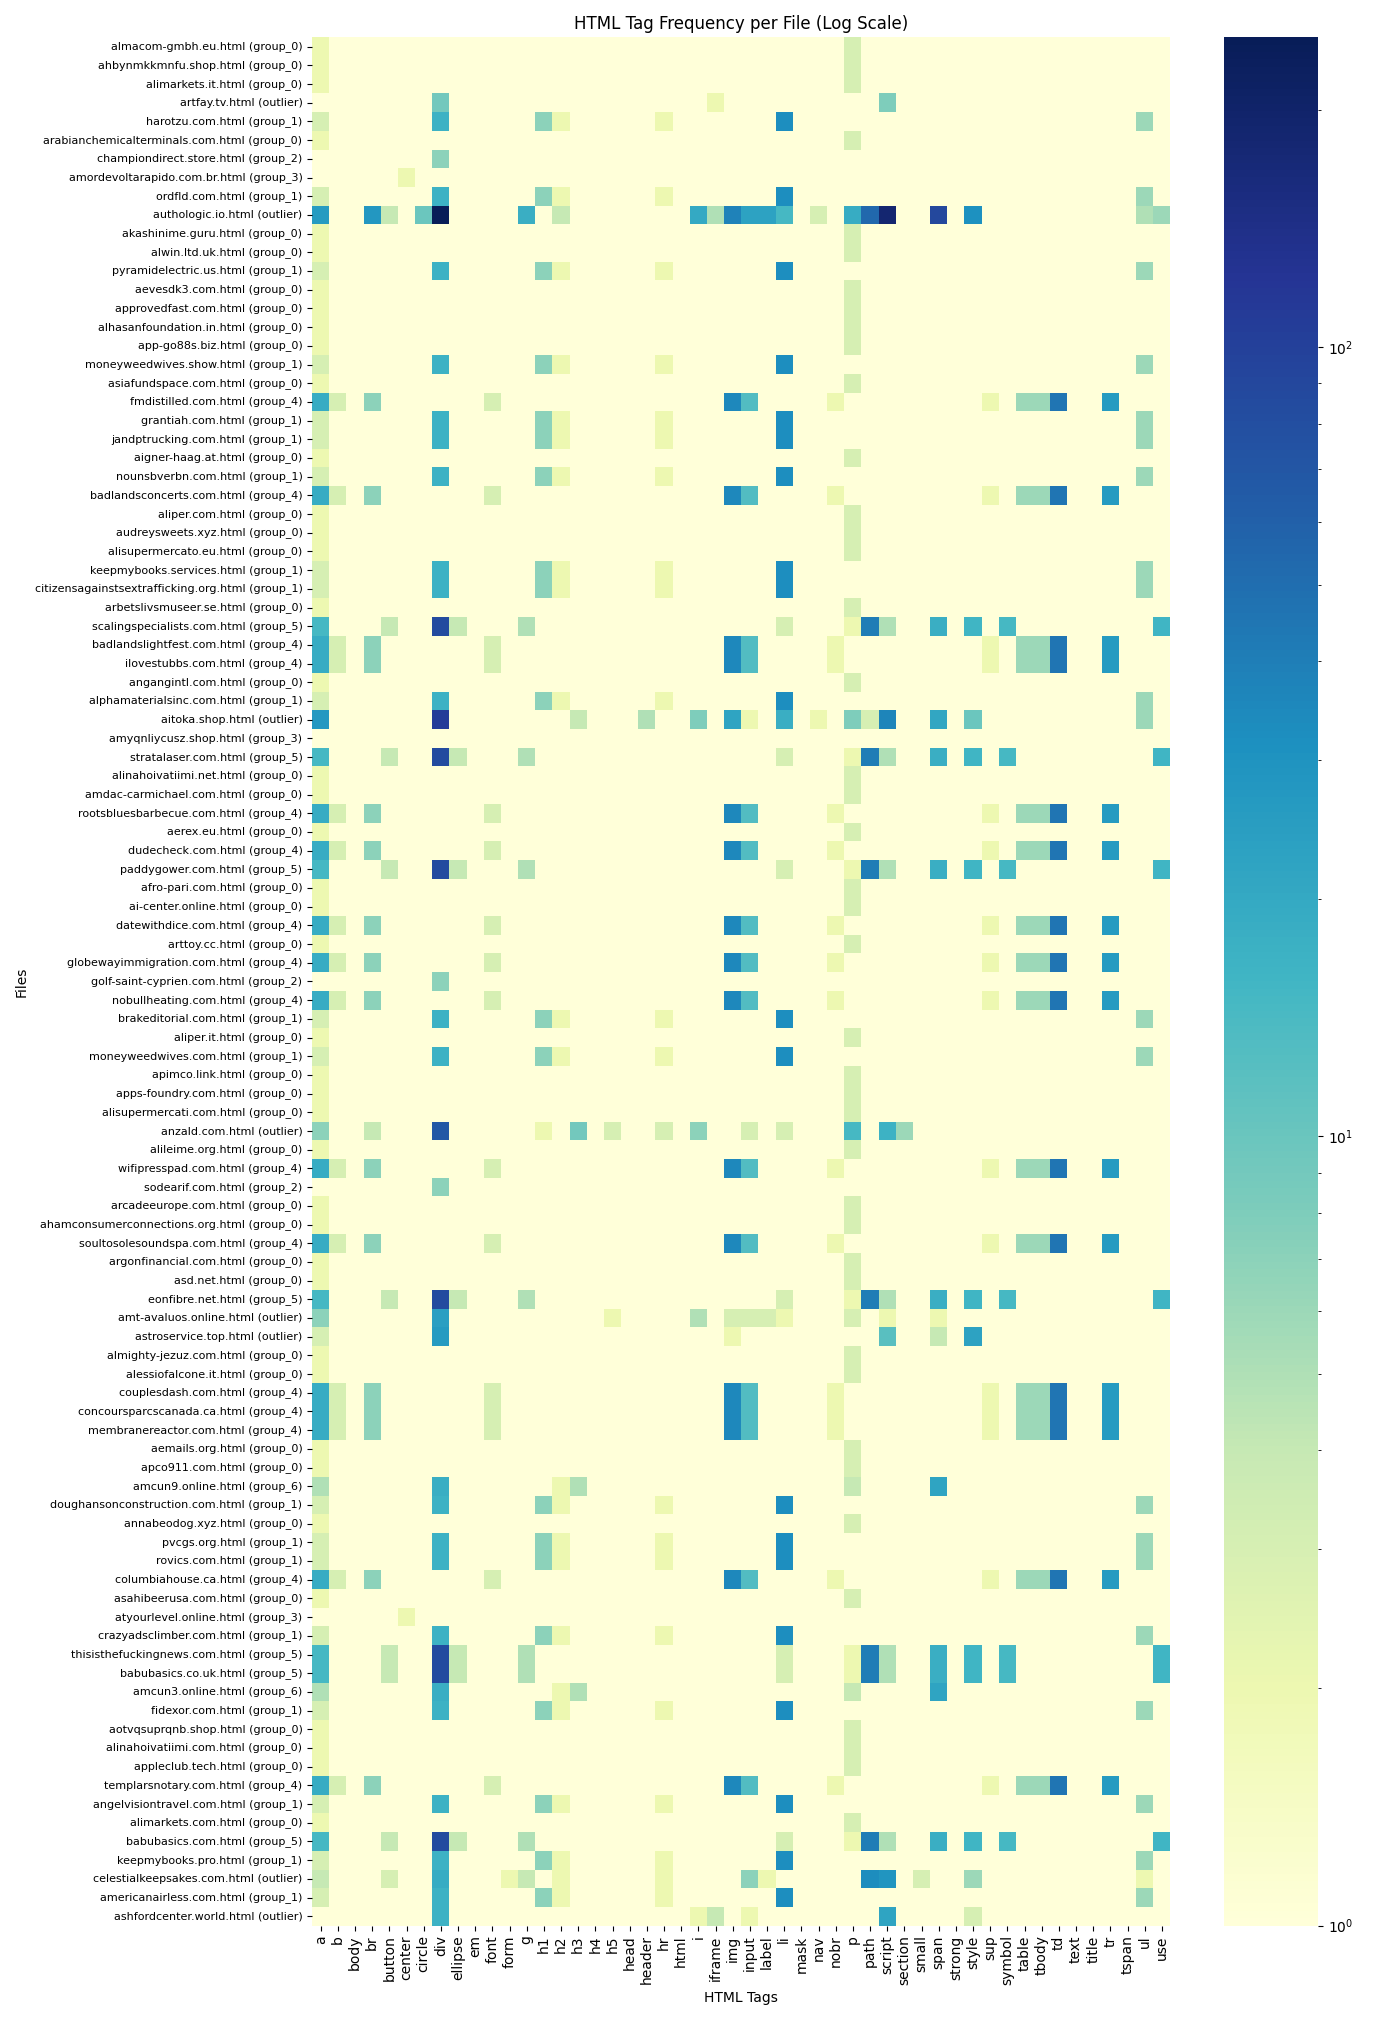 HTML Tag Frequency per File (Log Scale)
almacom-gmbh.eu.html (group_0)
ahbynmkkmnfu.shop.html (group_0)
alimarkets.it.html (group_0)
artfay.tv.html (outlier)
harotzu.com.html (group_1)
arabianchemicalterminals.com.html (group_0)
championdirect.store.html (group_2)
amordevoltarapido.com.br.html (group_3)
ordfld.com.html (group_1)
authologic.io.html (outlier)
akashinime.guru.html (group_0)
alwin.ltd.uk.html (group_0)
pyramidelectric.us.html (group_1)
aevesdk3.com.html (group_0)
approvedfast.com.html (group_0)
alhasanfoundation.in.html (group_0)
app-go88s.biz.html (group_0)
moneyweedwives.show.html (group_1)
asiafundspace.com.html (group_0)
fmdistilled.com.html (group_4)
grantiah.com.html (group_1)
jandptrucking.com.html (group_1)
aigner-haag.at.html (group_0)
nounsbverbn.com.html (group_1)
badlandsconcerts.com.html (group_4)
aliper.com.html (group_0)
audreysweets.xyz.html (group_0)
alisupermercato.eu.html (group_0)
keepmybooks.services.html (group_1)
citizensagainstsextrafficking.org.html (group_1)
arbetslivsmuseer.se.html (group_0)
scalingspecialists.com.html (group_5)
badlandslightfest.com.html (group_4)
ilovestubbs.com.html (group_4)
angangintl.com.html (group_0)
alphamaterialsinc.com.html (group_1)
aitoka.shop.html (outlier)
amyqnliycusz.shop.html (group_3)
stratalaser.com.html (group_5)
alinahoivatiimi.net.html (group_0)
amdac-carmichael.com.html (group_0)
rootsbluesbarbecue.com.html (group_4)
aerex.eu.html (group_0)
dudecheck.com.html (group_4)
paddygower.com.html (group_5)
afro-pari.com.html (group_0)
ai-center.online.html (group_0)
datewithdice.com.html (group_4)
arttoy.cc.html (group_0)
globewayimmigration.com.html (group_4)
golf-saint-cyprien.com.html (group_2)
nobullheating.com.html (group_4)
brakeditorial.com.html (group_1)
aliper.it.html (group_0)
moneyweedwives.com.html (group_1)
apimco.link.html (group_0)
apps-foundry.com.html (group_0)
alisupermercati.com.html (group_0)
anzald.com.html (outlier)
alileime.org.html (group_0)
wifipresspad.com.html (group_4)
sodearif.com.html (group_2)
arcadeeurope.com.html (group_0)
ahamconsumerconnections.org.html (group_0)
soultosolesoundspa.com.html (group_4)
argonfinancial.com.html (group_0)
asd.net.html (group_0)
eonfibre.net.html (group_5)
amt-avaluos.online.html (outlier)
astroservice.top.html (outlier)
almighty-jezuz.com.html (group_0)
alessiofalcone.it.html (group_0)
couplesdash.com.html (group_4)
concoursparcscanada.ca.html (group_4)
membranereactor.com.html (group_4)
aemails.org.html (group_0)
apco911.com.html (group_0)
amcun9.online.html (group_6)
doughansonconstruction.com.html (group_1)
annabeodog.xyz.html (group_0)
pvcgs.org.html (group_1)
rovics.com.html (group_1)
columbiahouse.ca.html (group_4)
asahibeerusa.com.html (group_0)
atyourlevel.online.html (group_3)
crazyadsclimber.com.html (group_1)
thisisthefuckingnews.com.html (group_5)
babubasics.co.uk.html (group_5)
amcun3.online.html (group_6)
fidexor.com.html (group_1)
aotvqsuprqnb.shop.html (group_0)
alinahoivatiimi.com.html (group_0)
appleclub.tech.html (group_0)
templarsnotary.com.html (group_4)
angelvisiontravel.com.html (group_1)
alimarkets.com.html (group_0)
babubasics.com.html (group_5)
keepmybooks.pro.html (group_1)
celestialkeepsakes.com.html (outlier)
americanairless.com.html (group_1)
ashfordcenter.world.html (outlier)
Files
a b body br button center circle div ellipse em font form g h1 h2 h3 h4 h5 head header hr html i iframe img input label li mask nav nobr p path script section small span strong style sup symbol table tbody td text title tr tspan ul use
HTML Tags
10²
10¹
10⁰